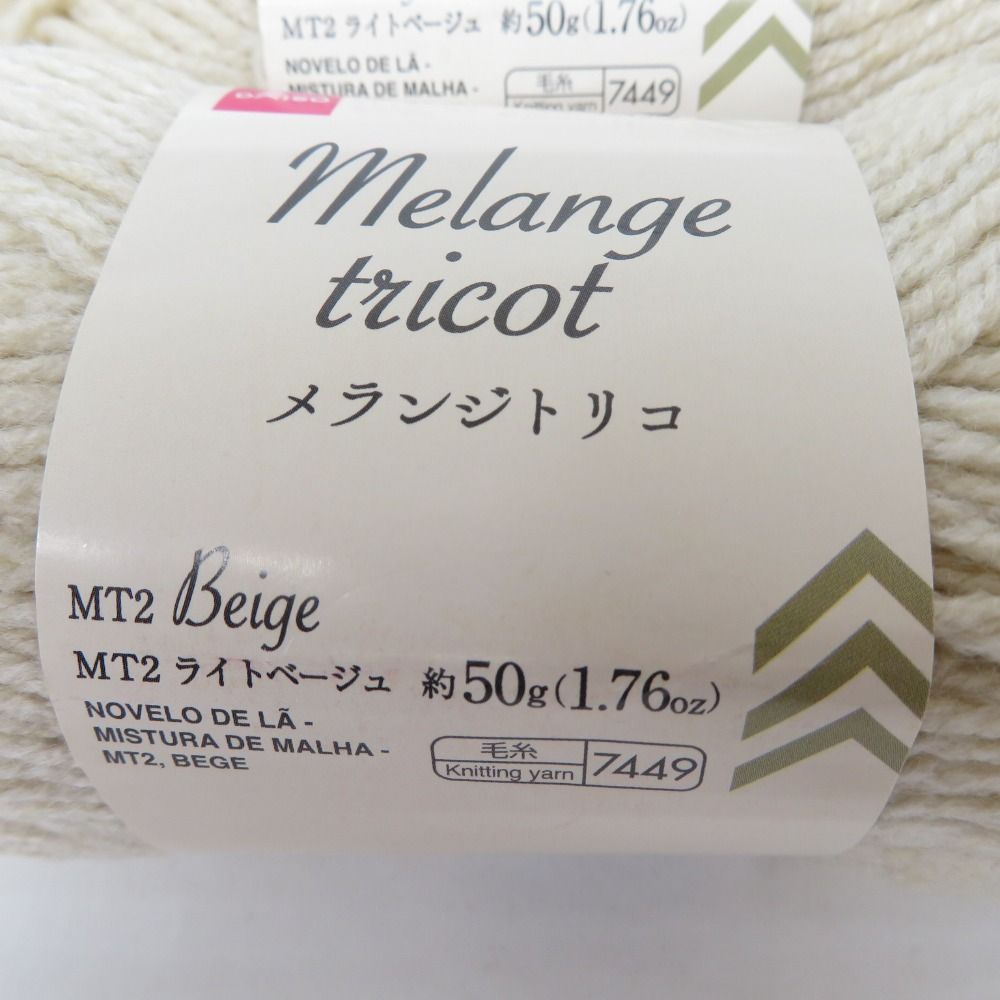 MT2 ライトベージュ 約50g(1.76oz)
NOVELO DE LÃ -
MISTURA DE MALHA -
毛糸
Knitting yarn
7449
Melange
tricot
メランジトリコ
MT2 Beige
MT2 ライトベージュ 約50g(1.76oz)
NOVELO DE LÃ -
MISTURA DE MALHA -
MT2, BEGE
毛糸
Knitting yarn
7449